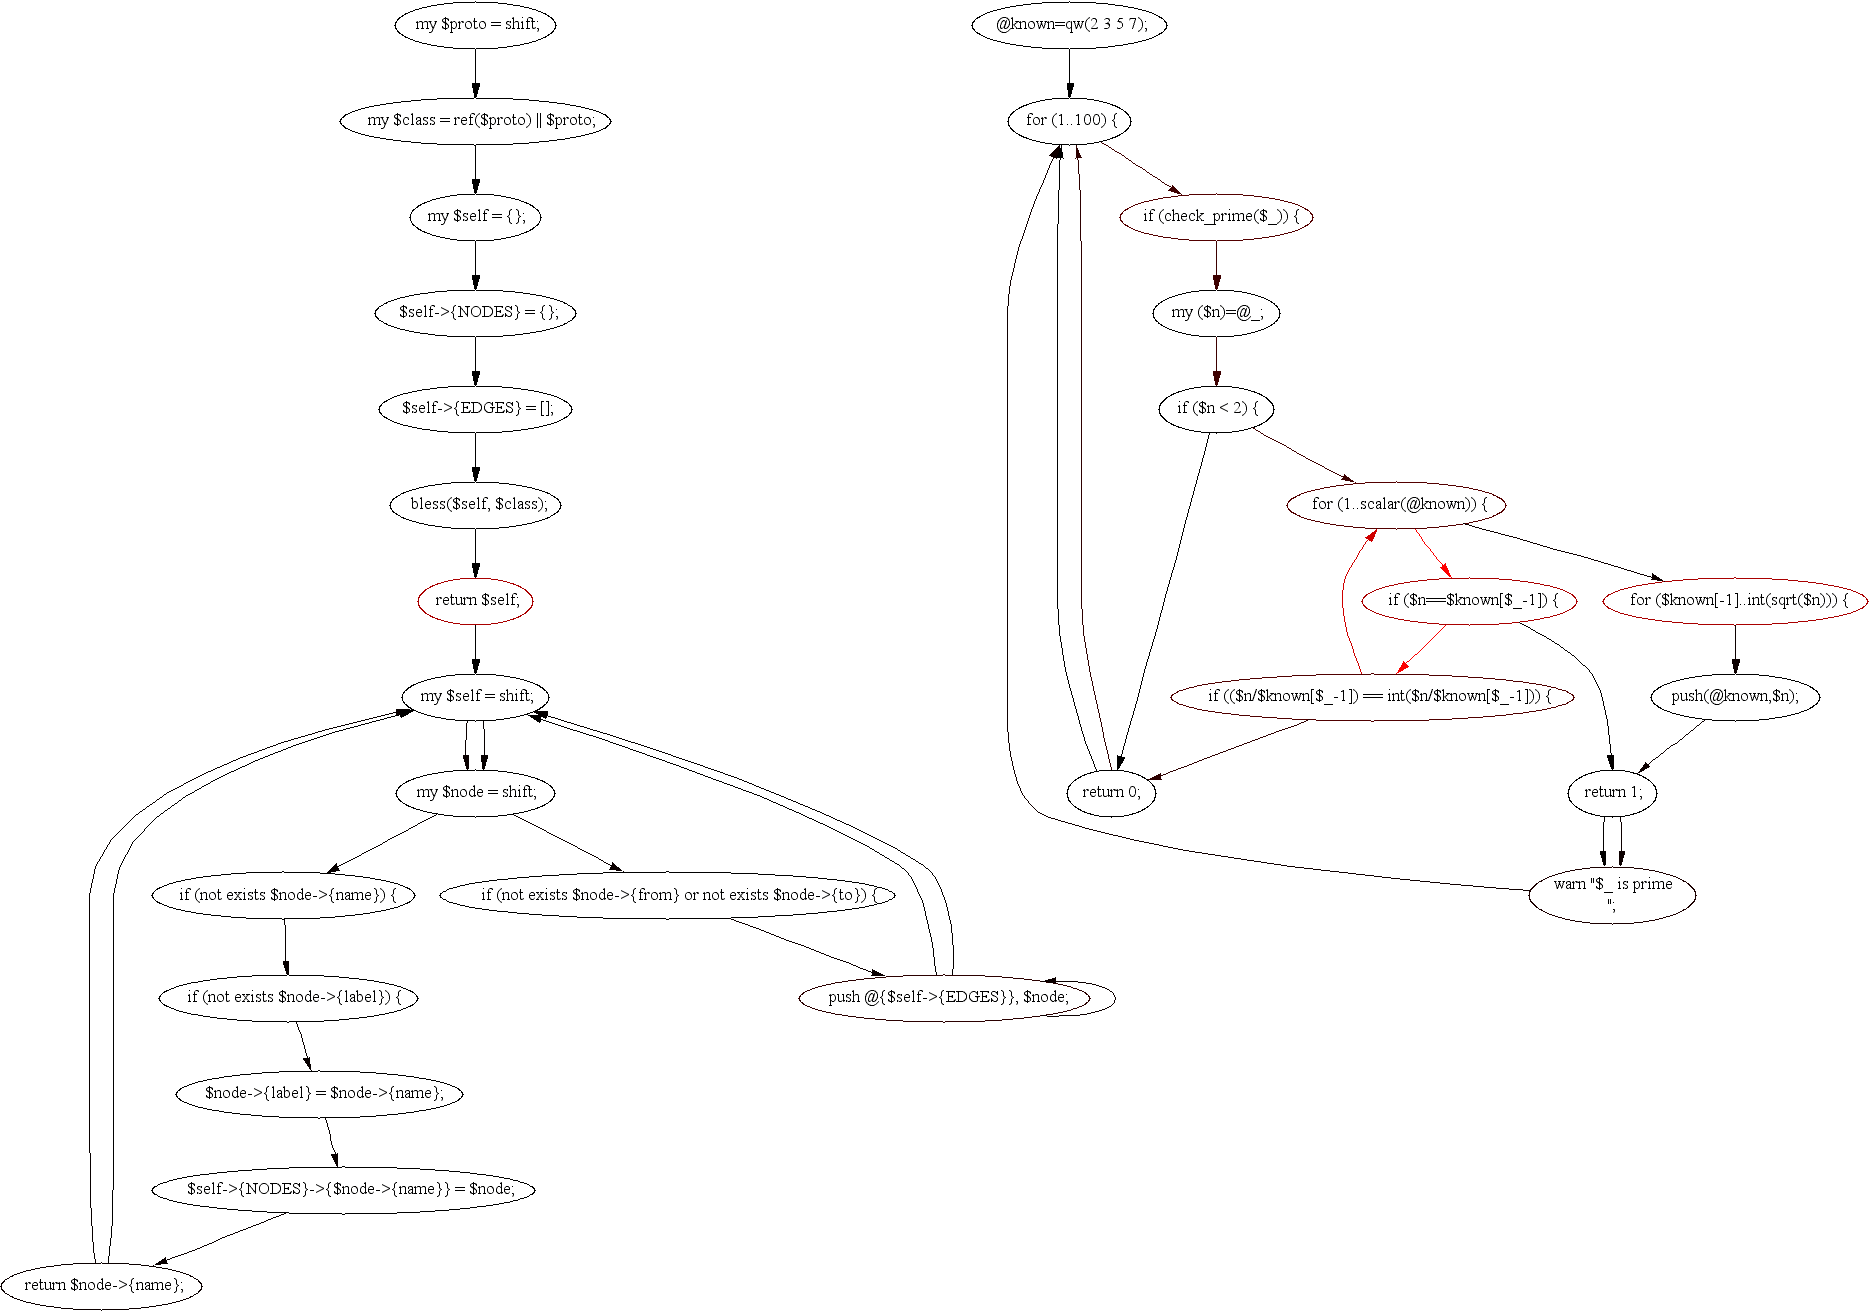 my $proto = shift;
my $class = ref($proto) || $proto;
my $self = {};
$self->{NODES} = {};
$self->{EDGES} = [];
bless($self, $class);
return $self;
my $self = shift;
my $node = shift;
if (not exists $node->{name}) {
if (not exists $node->{from} or not exists $node->{to}) {
if (not exists $node->{label}) {
push @{$self->{EDGES}}, $node;
$node->{label} = $node->{name};
$self->{NODES}->{$node->{name}} = $node;
return $node->{name};
@known=qw(2 3 5 7);
for (1..100) {
if (check_prime($_)) {
my ($n)=@_;
if ($n < 2) {
for (1..scalar(@known)) {
if ($n==$known[$_-1]) {
for ($known[-1]..int(sqrt($n))) {
if (($n/$known[$_-1]) == int($n/$known[$_-1])) {
push(@known,$n);
return 0;
return 1;
warn "$_ is prime
";